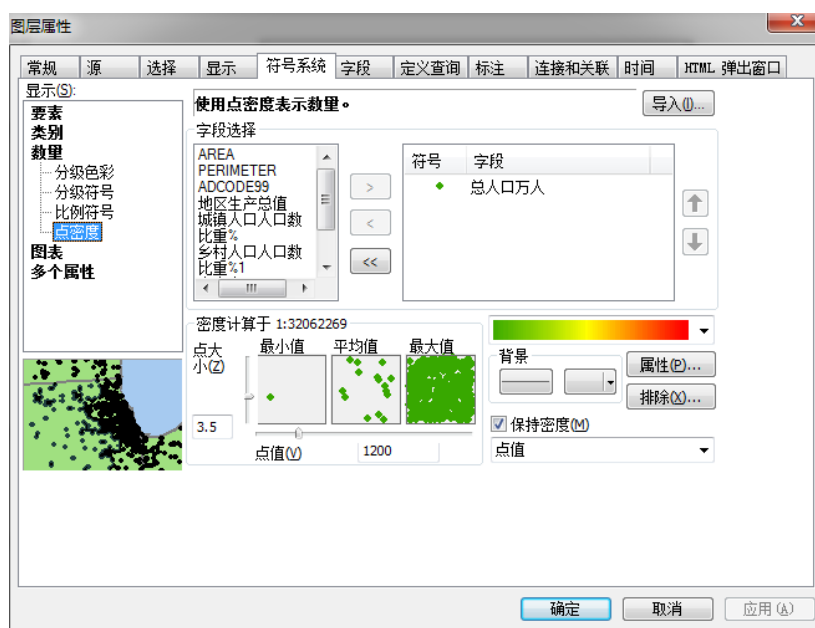 图层属性
常规 源 选择 显示 符号系统 字段 定义查询 标注 连接和关联 时间 HTML 弹出窗口
显示(S):
要素
类别
数量
分级色彩
分级符号
比例符号
点密度
图表
多个属性
使用点密度表示数量。
导入(I)...
字段选择
AREA
PERIMETER
ADCODE99
地区生产总值
城镇人口人口数
比重%
乡村人口人口数
比重%1
>
<
<<
符号 字段
总人口万人
密度计算于 1:32062269
点大小(Z)
最小值 平均值 最大值
3.5
点值(V) 1200
背景
属性(P)...
排除(X)...
保持密度(M)
点值
确定 取消 应用(A)